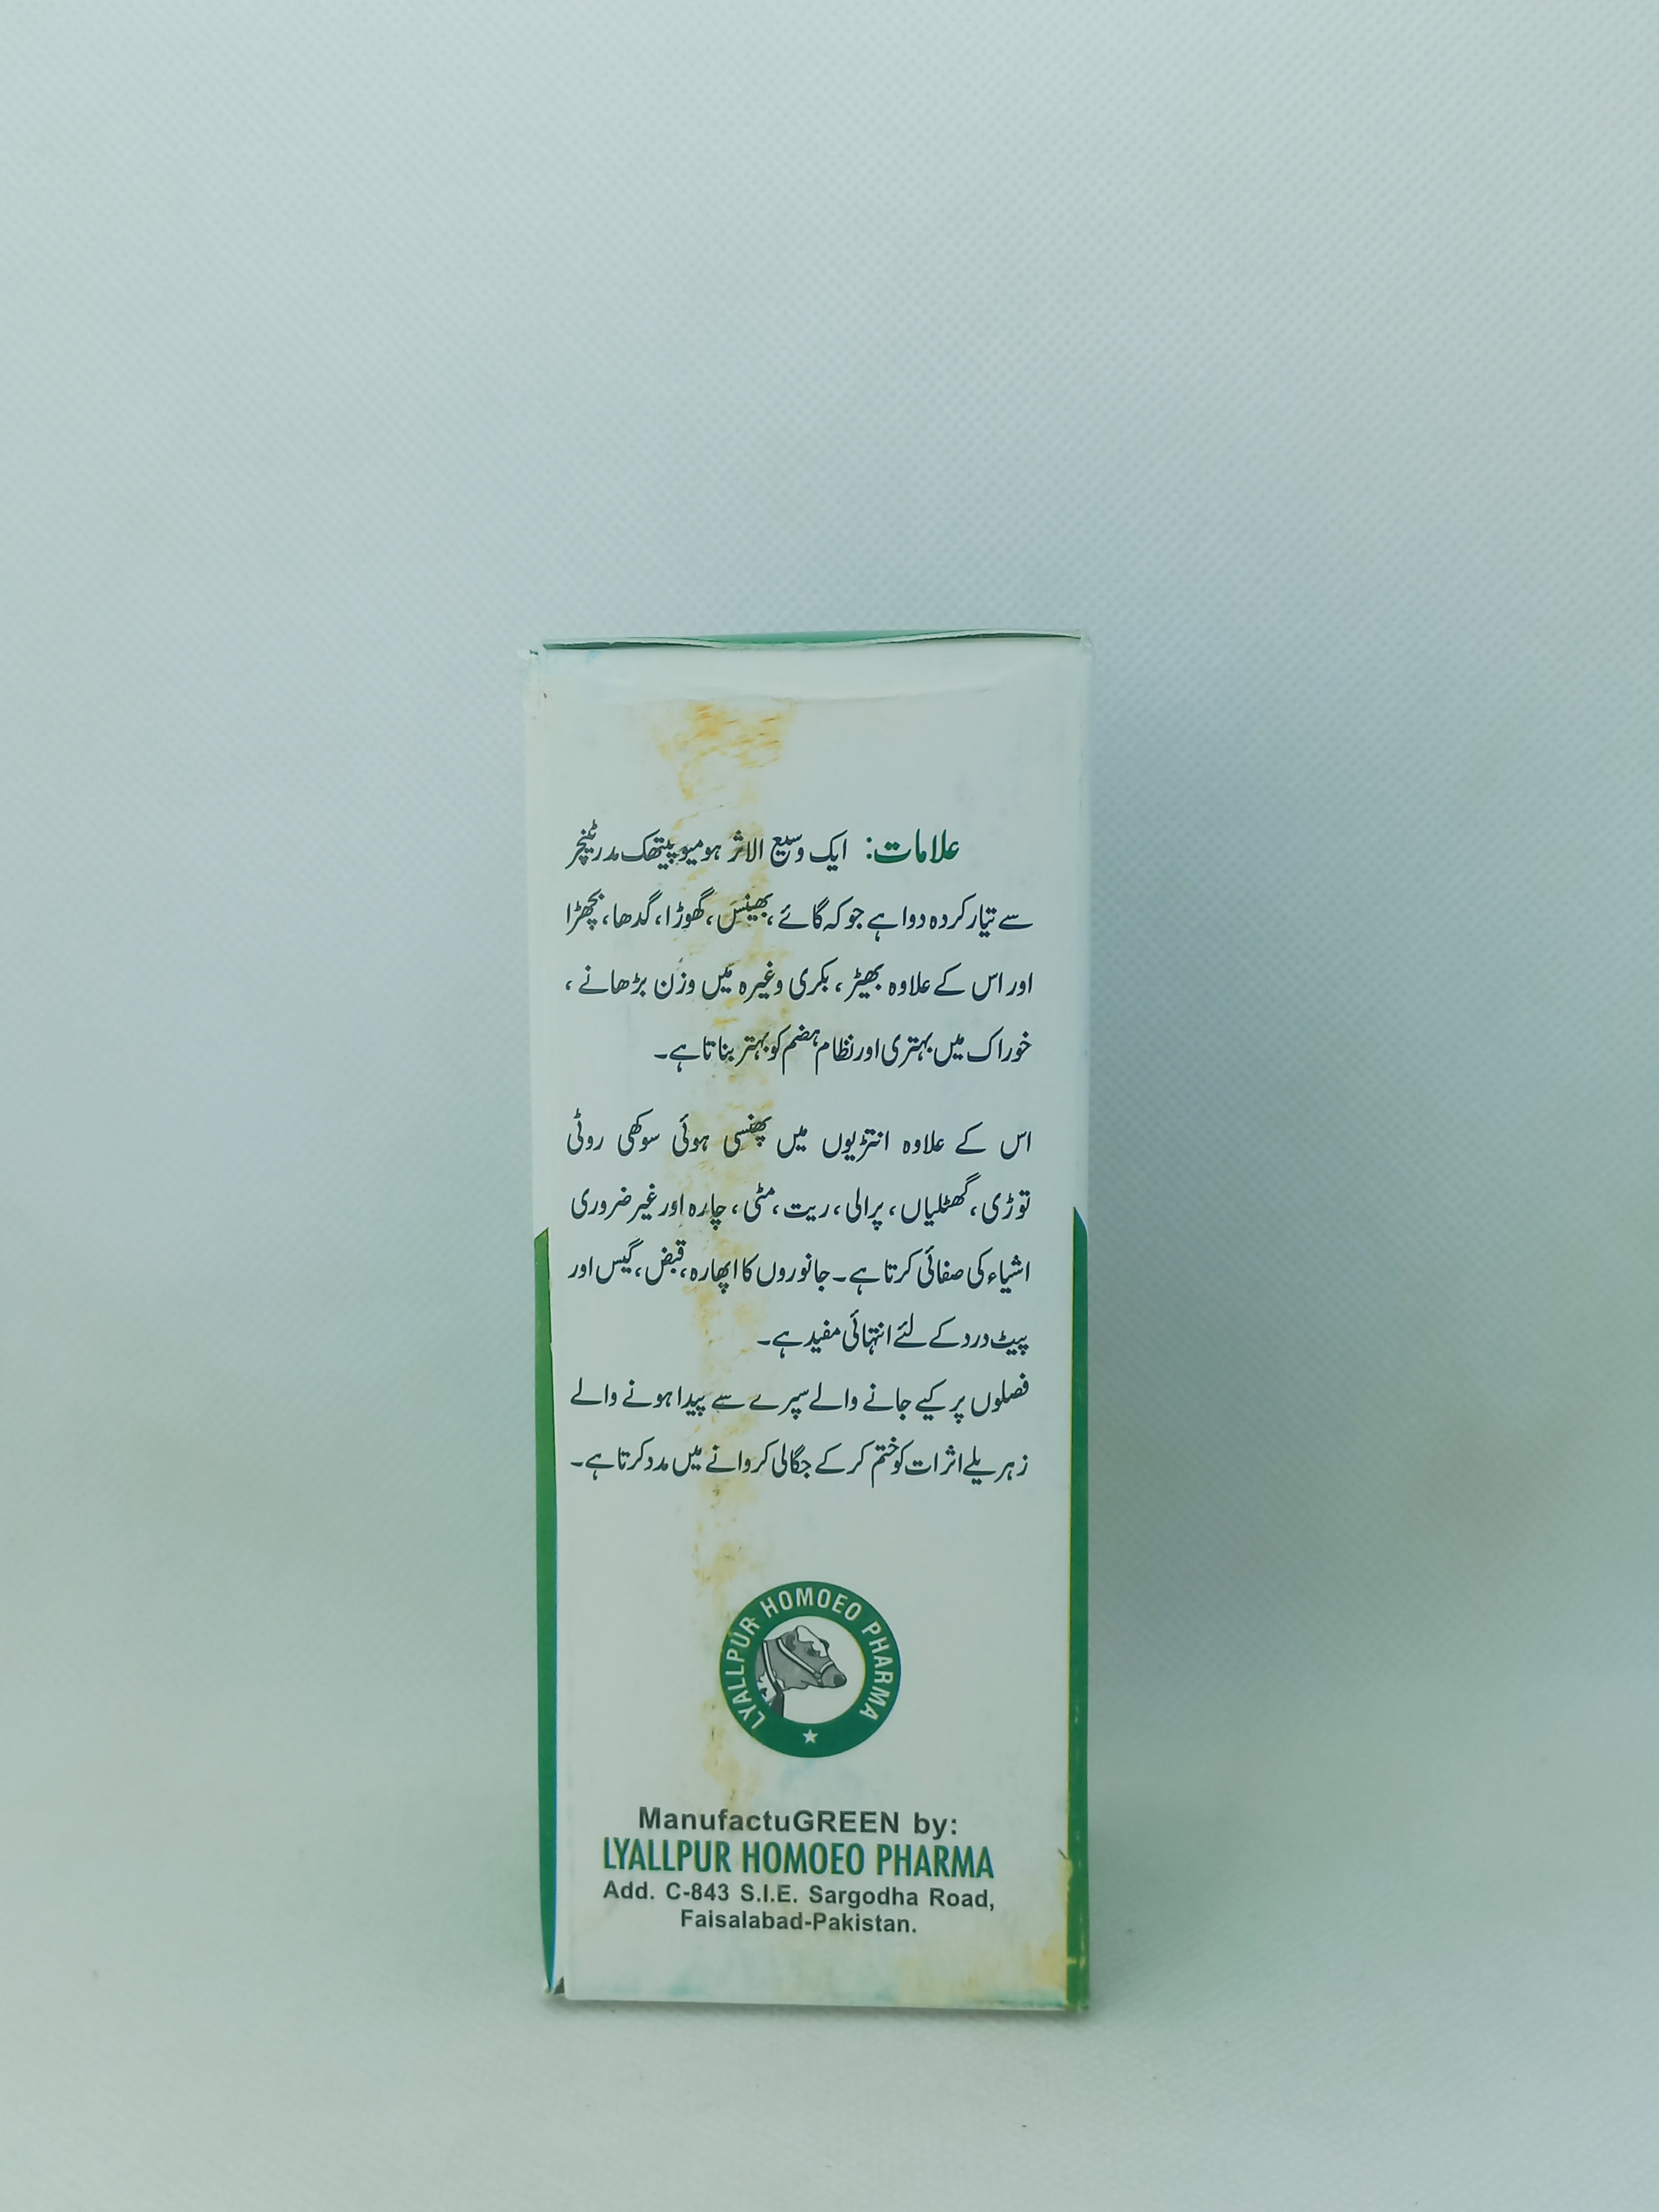 علامات: ایک وسیع الاثر ہومیوپیتھک مدر ٹینچر
سے تیار کردہ دوا ہے جو کہ گائے، بھینس، گھوڑا، گدھا، بچھڑا
اور اس کے علاوہ بھیڑ، بکری وغیرہ میں وزن بڑھانے،
خوراک میں بہتری اور نظام ہضم کو بہتر بناتا ہے۔
اس کے علاوہ انتڑیوں میں پھنسی ہوئی سوکھی روٹی
توڑی، گھٹلیاں، پرالی، ریت، مٹی، چارہ اور غیر ضروری
اشیاء کی صفائی کرتا ہے۔ جانوروں کا اپھارہ، قبض، گیس اور
پیٹ درد کے لئے انتہائی مفید ہے۔
فصلوں پر کیے جانے والے سپرے سے پیدا ہونے والے
زہریلے اثرات کو ختم کر کے جگالی کروانے میں مدد کرتا ہے۔
LYALLPUR HOMOEO PHARMA
ManufactuGREEN by:
LYALLPUR HOMOEO PHARMA
Add. C-843 S.I.E. Sargodha Road,
Faisalabad-Pakistan.